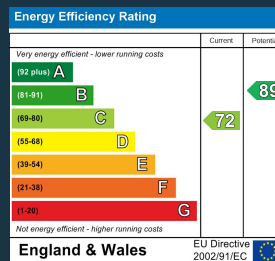 Energy Efficiency Rating
Current
Very energy efficient - lower running costs
(92 plus) A
(81-91) B
89
(69-80) C
72
(55-68) D
(39-54) E
(21-38) F
(1-20) G
Not energy efficient - higher running costs
England & Wales
EU Directive
2002/91/EC